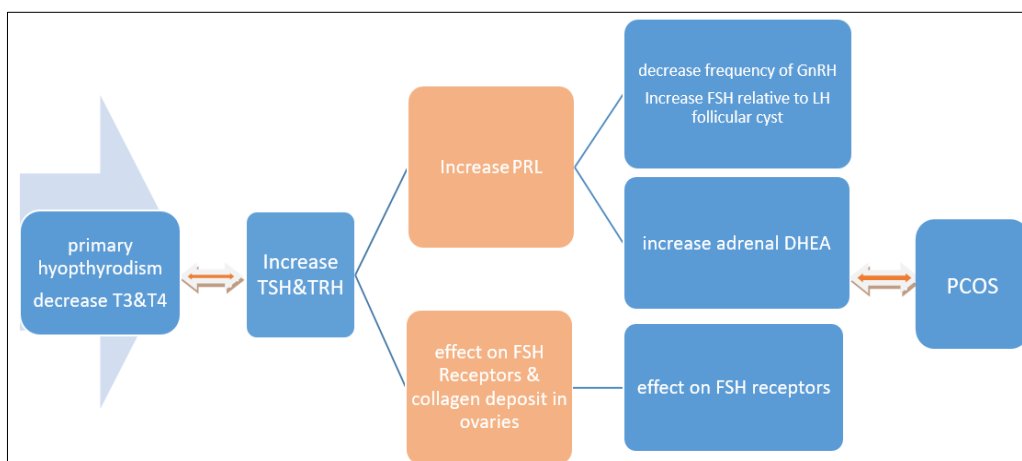 primary
hyopthyrodism
decrease T3&T4
Increase
TSH&TRH
Increase PRL
effect on FSH
Receptors &
collagen deposit in
ovaries
decrease frequency of GnRH
Increase FSH relative to LH
follicular cyst
increase adrenal DHEA
effect on FSH receptors
PCOS